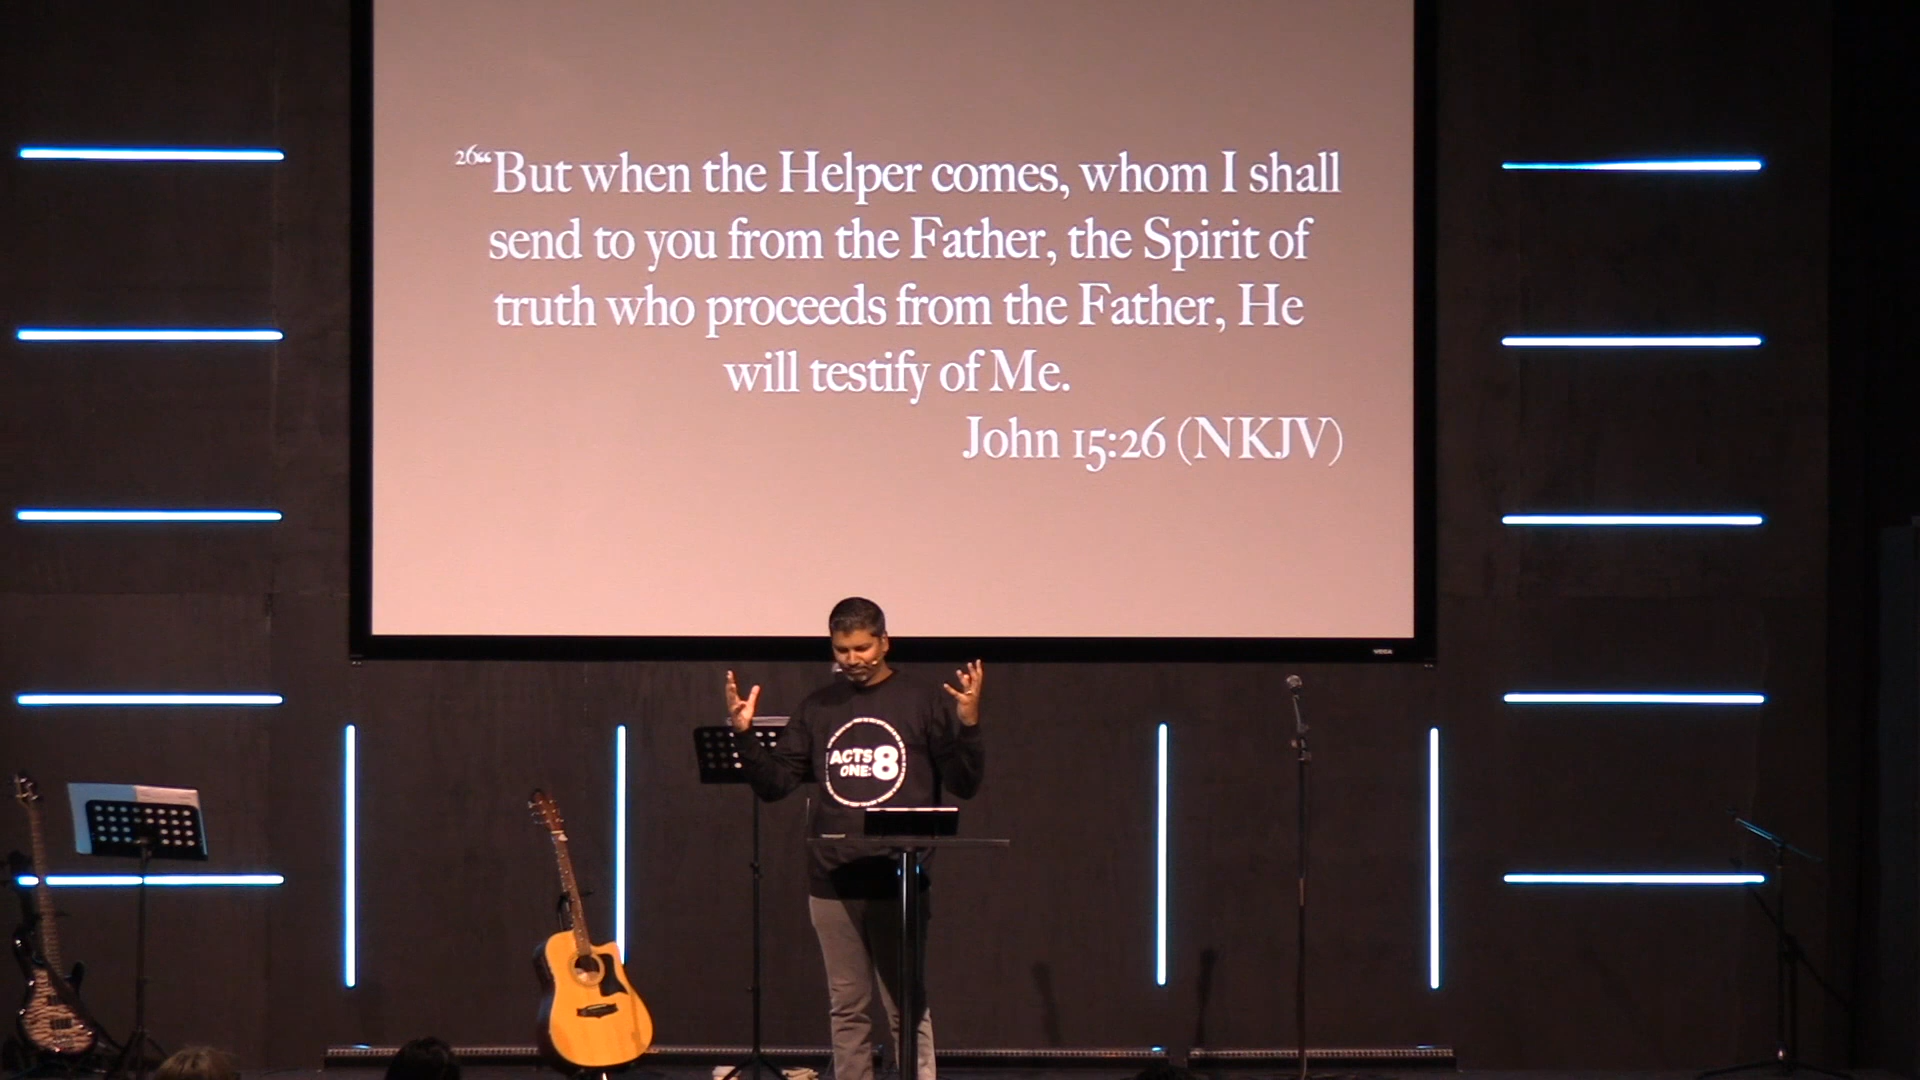 26“But when the Helper comes, whom I shall
send to you from the Father, the Spirit of
truth who proceeds from the Father, He
will testify of Me.
John 15:26 (NKJV)
ACTS
ONE:8